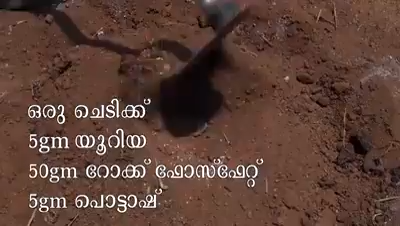 ഒരു ചെടിക്ക്
5gm യൂറിയ
50gm റോക്ക് ഫോസ്ഫേറ്റ്
5gm പൊട്ടാഷ്